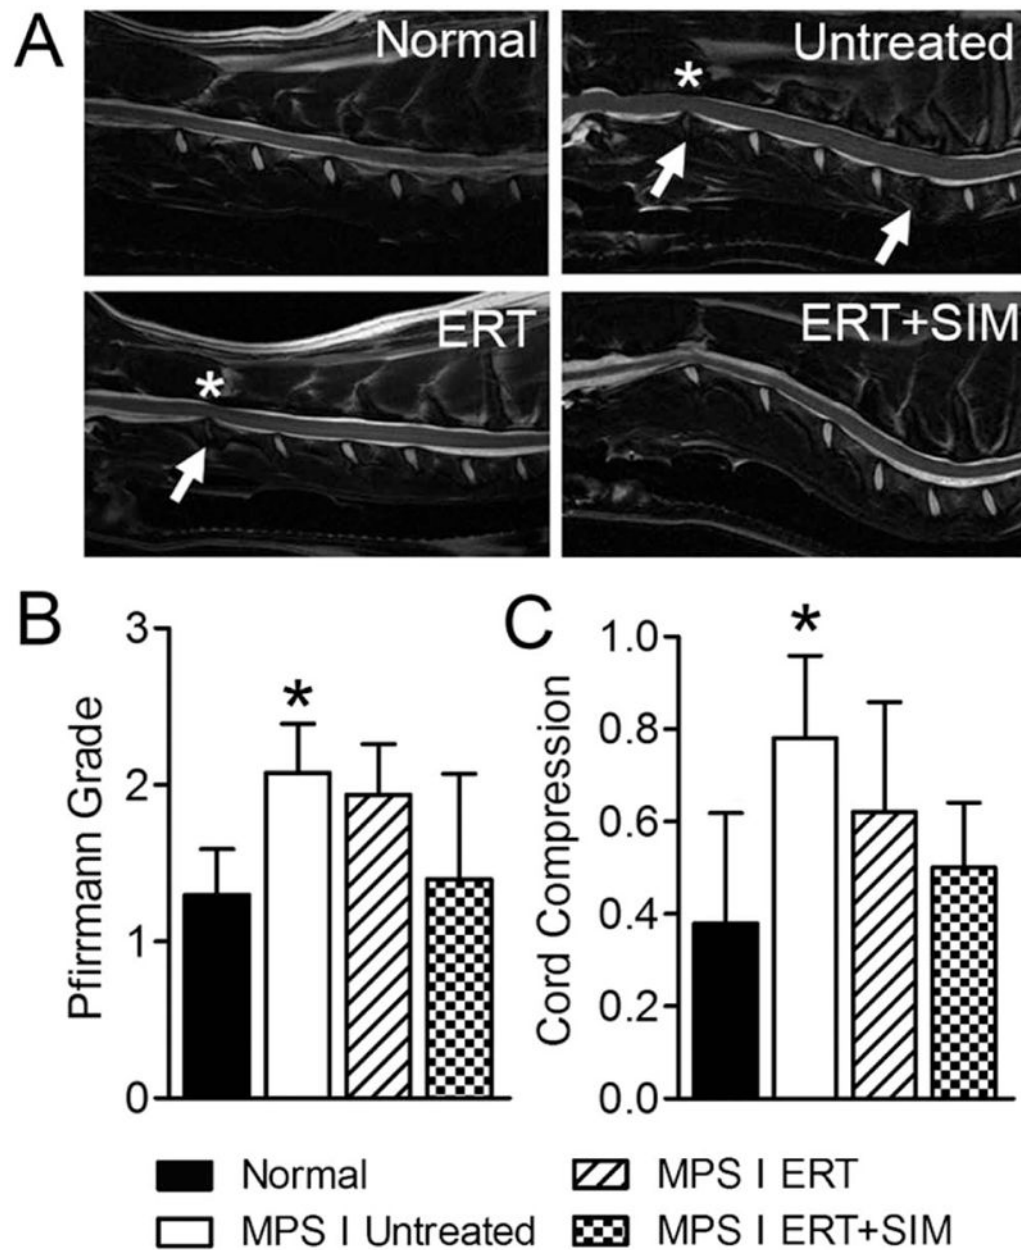 A
Normal
Untreated
*
ERT
*
ERT+SIM
B
3
2
1
0
Pfirrmann Grade
*
C
1.0
0.8
0.6
0.4
0.2
0.0
Cord Compression
*
Normal
MPS I ERT
MPS I Untreated
MPS I ERT+SIM